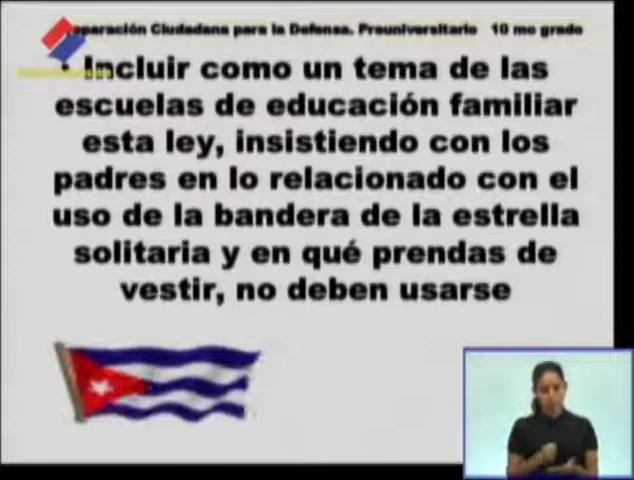 Preparación Ciudadana para la Defensa. Preuniversitario 10 mo grado
• Incluir como un tema de las
escuelas de educación familiar
esta ley, insistiendo con los
padres en lo relacionado con el
uso de la bandera de la estrella
solitaria y en qué prendas de
vestir, no deben usarse